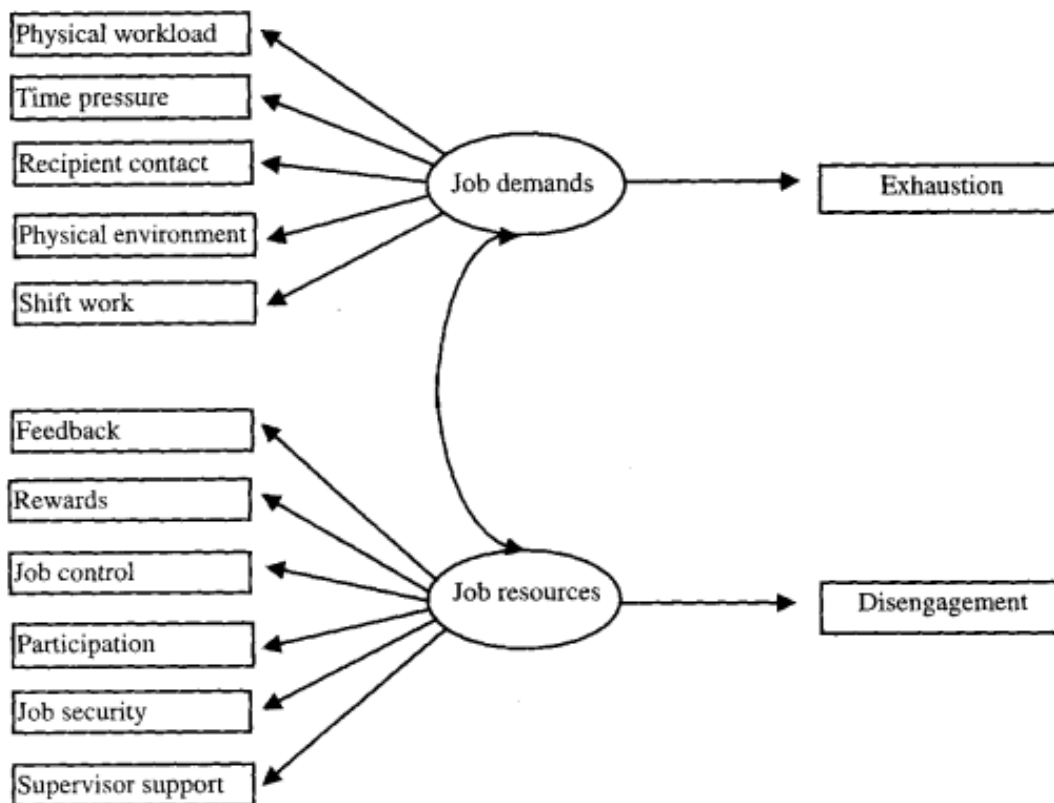 Physical workload
Time pressure
Recipient contact
Physical environment
Shift work
Job demands
Exhaustion
Feedback
Rewards
Job control
Participation
Job security
Supervisor support
Job resources
Disengagement